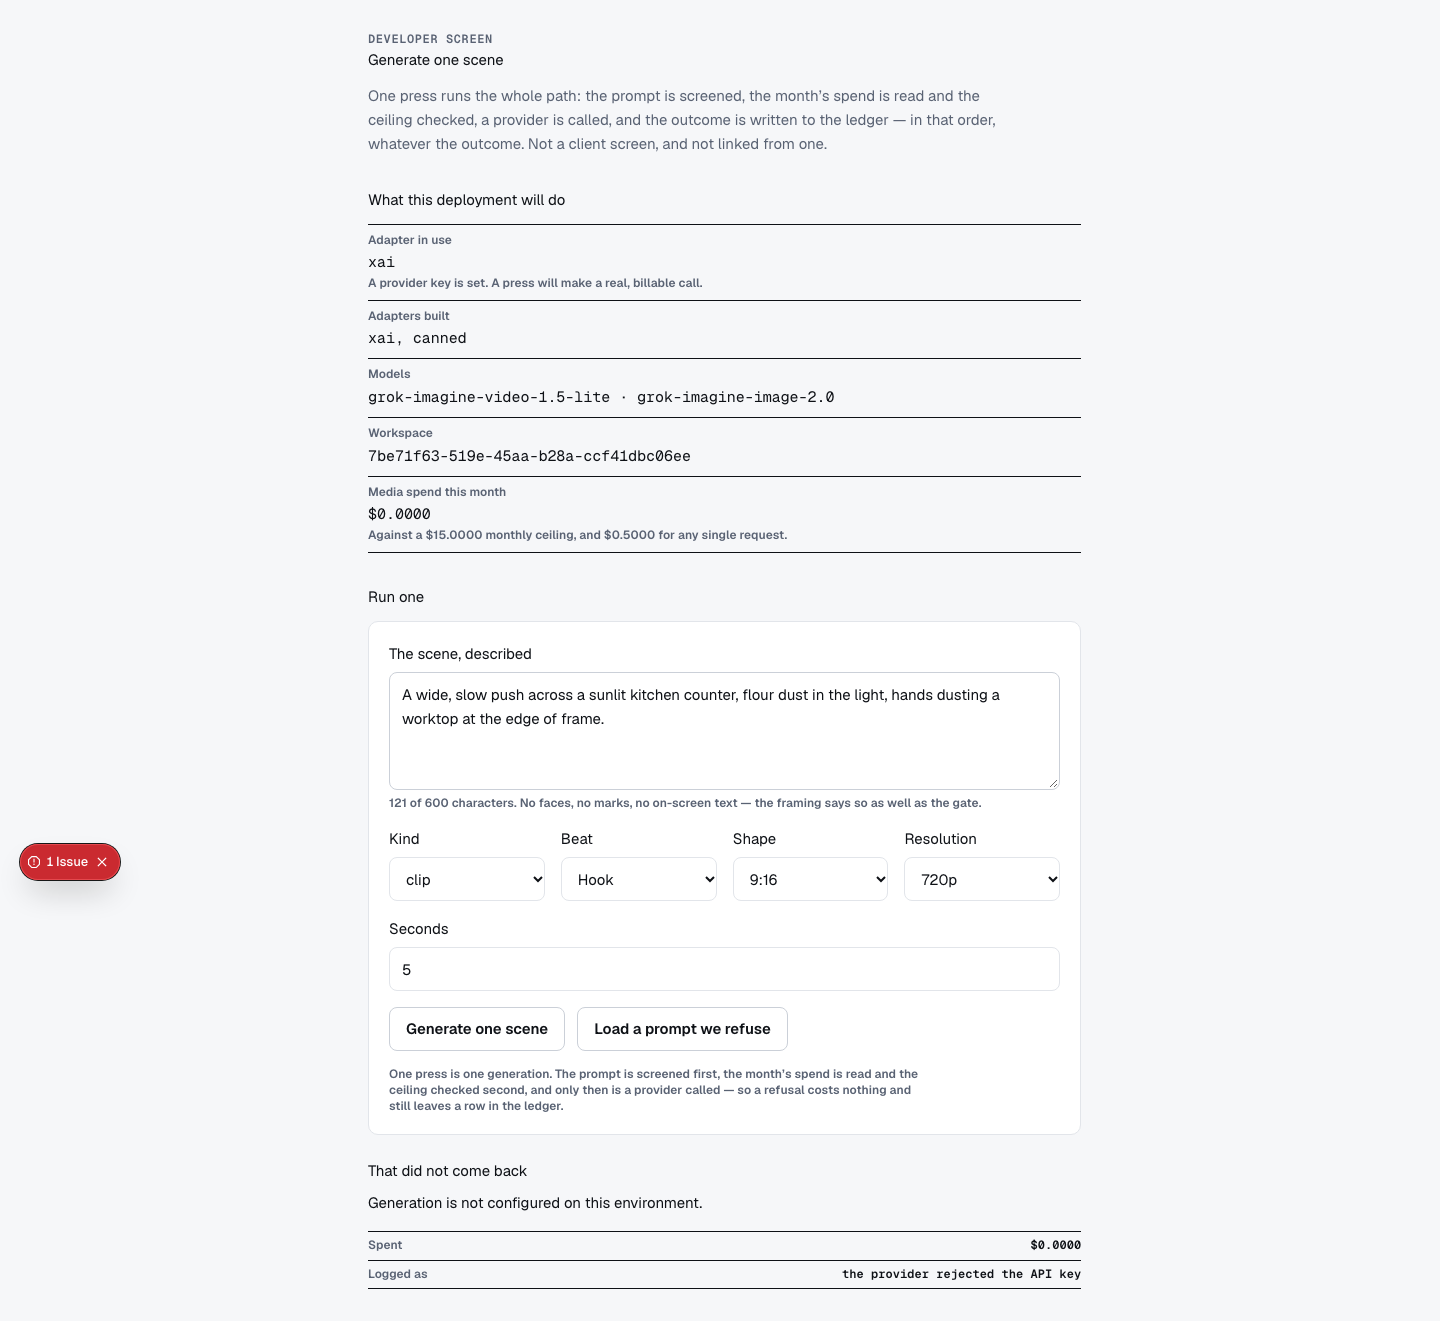 DEVELOPER SCREEN
Generate one scene
One press runs the whole path: the prompt is screened, the month's spend is read and the
ceiling checked, a provider is called, and the outcome is written to the ledger — in that order,
whatever the outcome. Not a client screen, and not linked from one.
What this deployment will do
Adapter in use
xai
A provider key is set. A press will make a real, billable call.
Adapters built
xai, canned
Models
grok-imagine-video-1.5-lite · grok-imagine-image-2.0
Workspace
7be71f63-519e-45aa-b28a-ccf41dbc06ee
Media spend this month
$0.0000
Against a $15.0000 monthly ceiling, and $0.5000 for any single request.
Run one
The scene, described
A wide, slow push across a sunlit kitchen counter, flour dust in the light, hands dusting a
worktop at the edge of frame.
121 of 600 characters. No faces, no marks, no on-screen text — the framing says so as well as the gate.
Kind Beat Shape Resolution
clip Hook 9:16 720p
1 Issue
Seconds
5
Generate one scene Load a prompt we refuse
One press is one generation. The prompt is screened first, the month's spend is read and the
ceiling checked second, and only then is a provider called — so a refusal costs nothing and
still leaves a row in the ledger.
That did not come back
Generation is not configured on this environment.
Spent $0.0000
Logged as the provider rejected the API key